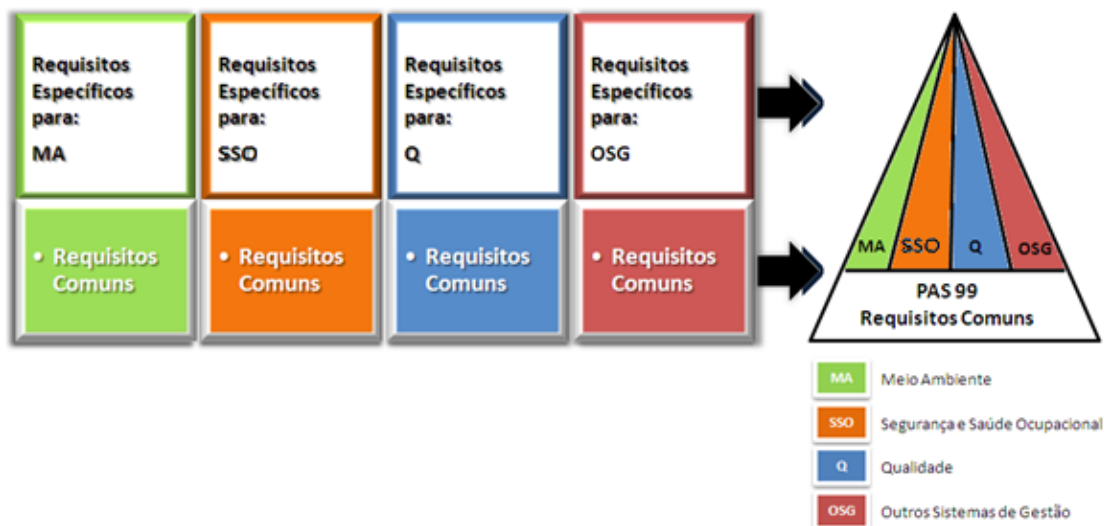 Requisitos
Específicos
para:
MA
Requisitos
Específicos
para:
SSO
Requisitos
Específicos
para:
Q
Requisitos
Específicos
para:
OSG
• Requisitos
Comuns
• Requisitos
Comuns
• Requisitos
Comuns
• Requisitos
Comuns
MA SSO Q OSG
PAS 99
Requisitos Comuns
MA Meio Ambiente
SSO Segurança e Saúde Ocupacional
Q Qualidade
OSG Outros Sistemas de Gestão